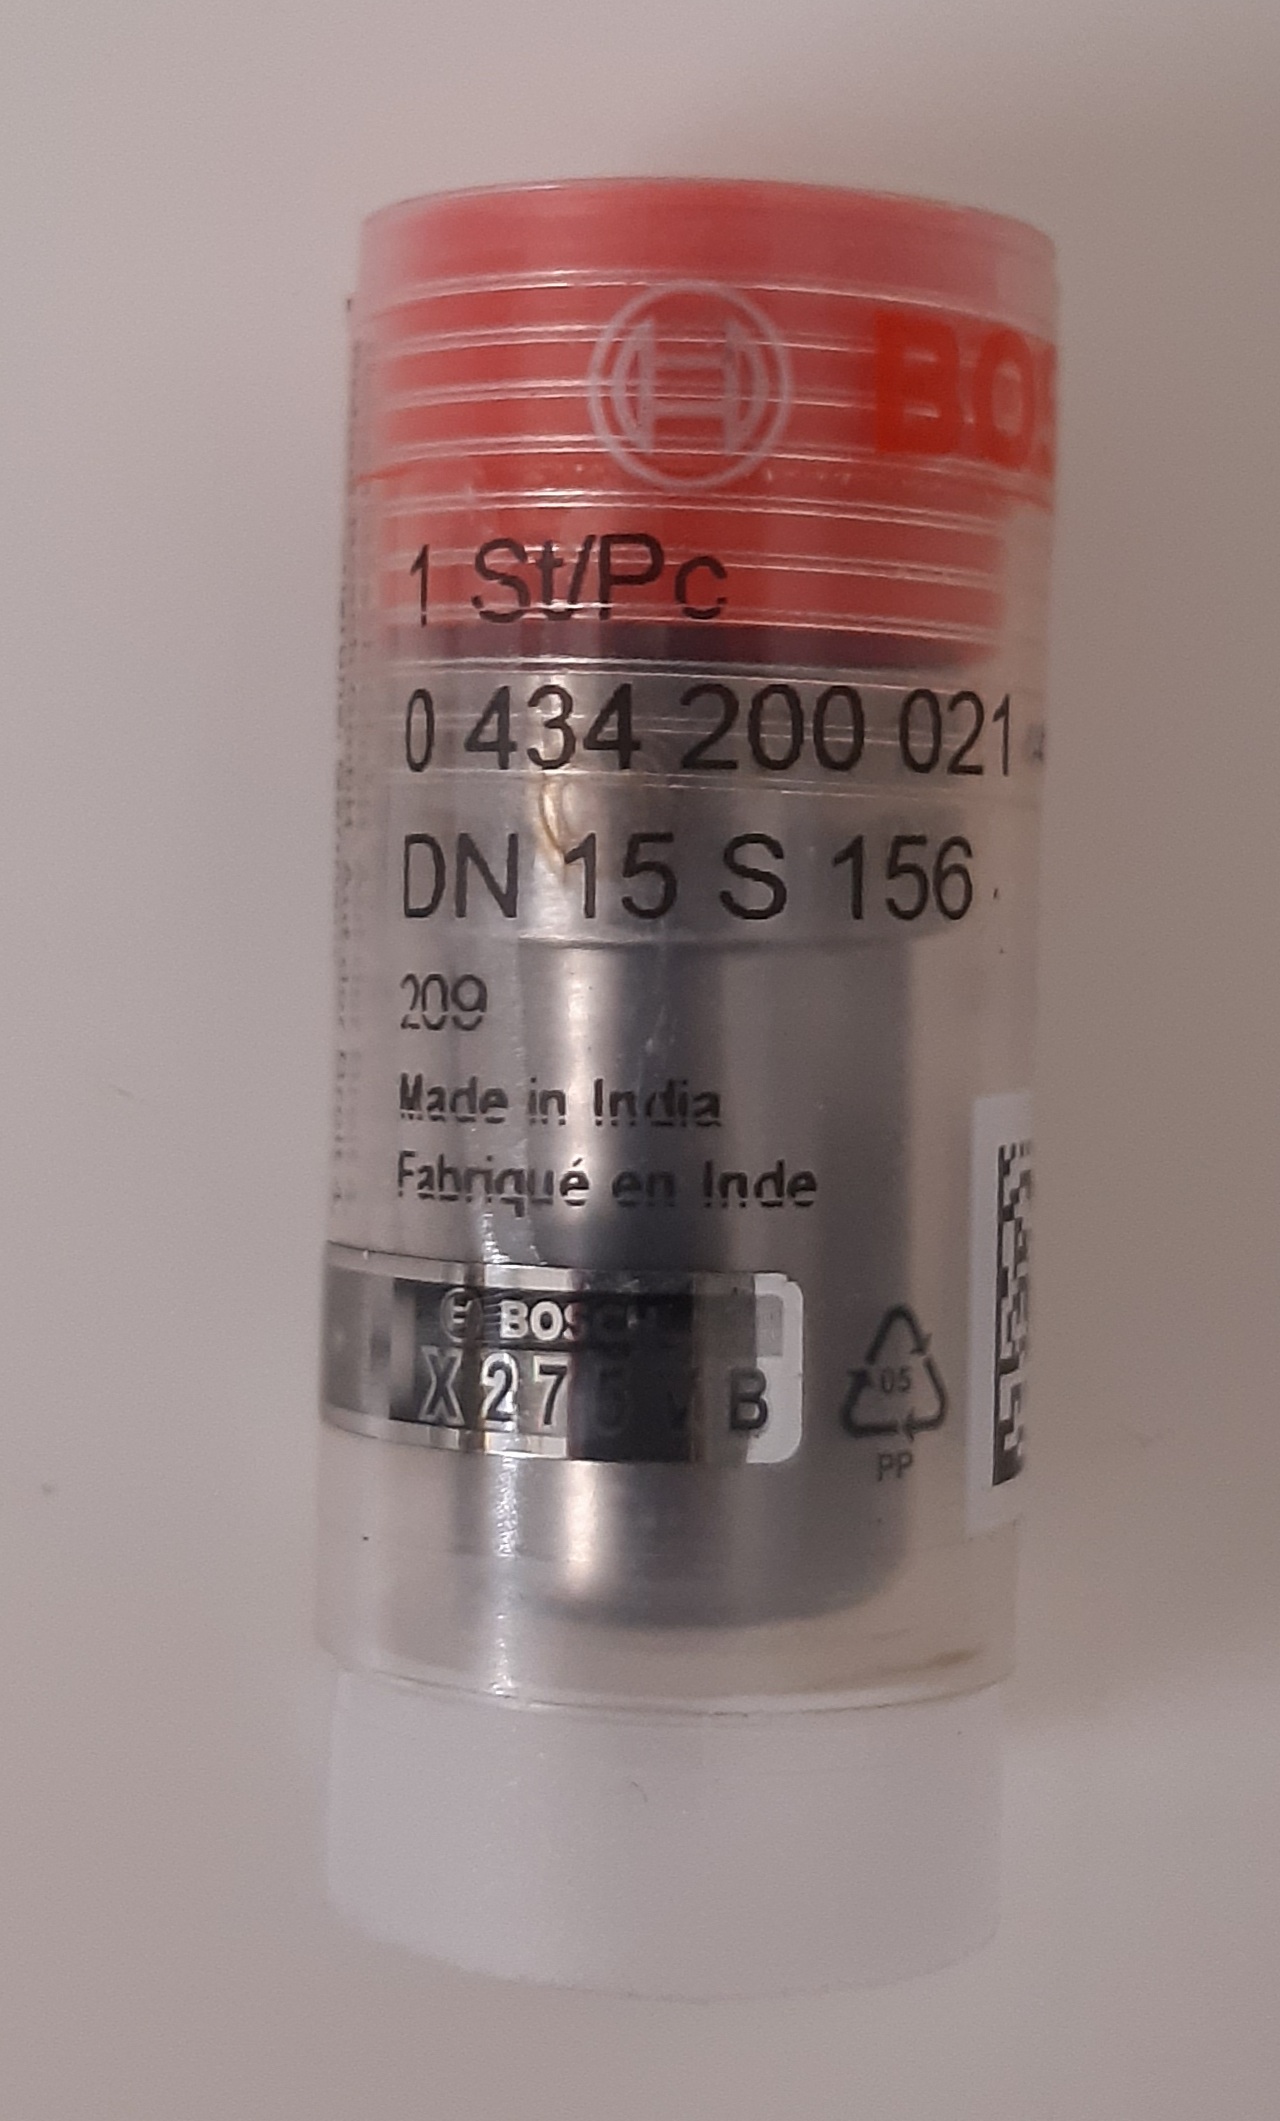 1 St/Pc
0 434 200 021
DN 15 S 156
209
Made in India
Fabriqué en Inde
BOSCH
05
PP